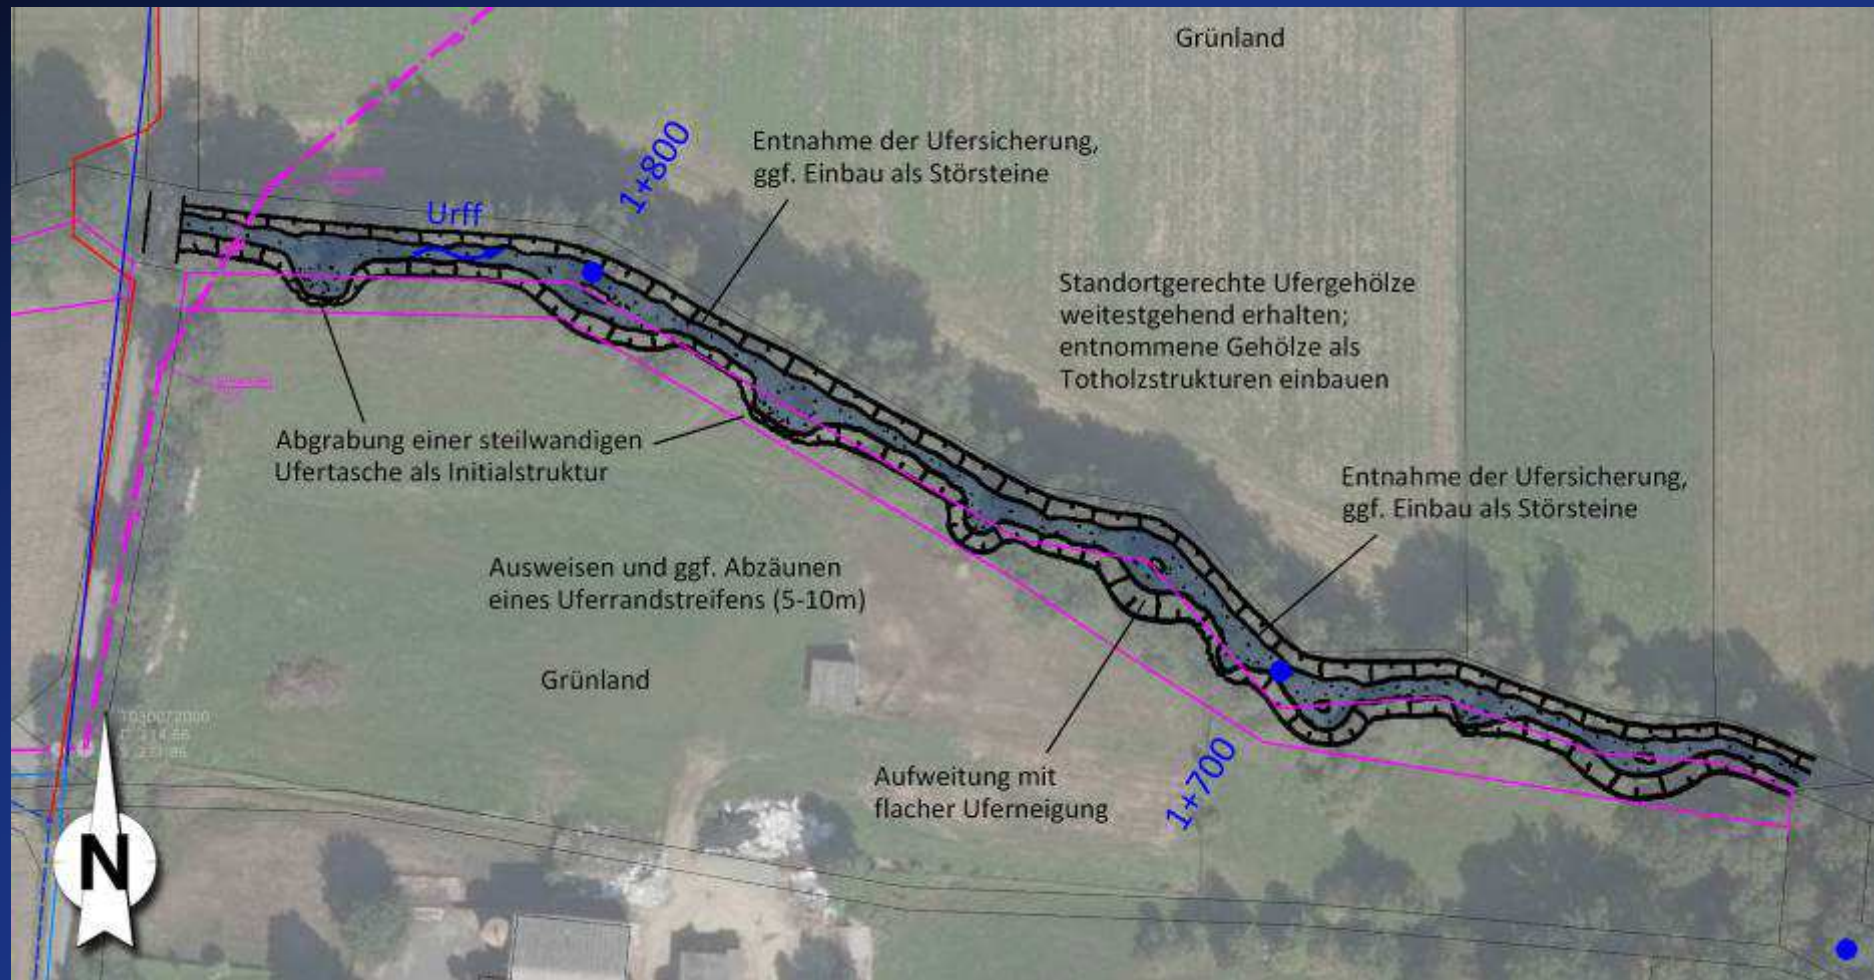 Grünland
1+800
Entnahme der Ufersicherung,
ggf. Einbau als Störsteine
Urff
Standortgerechte Ufergehölze
weitestgehend erhalten;
entnommene Gehölze als
Totholzstrukturen einbauen
Abgrabung einer steilwandigen
Ufertasche als Initialstruktur
Entnahme der Ufersicherung,
ggf. Einbau als Störsteine
Ausweisen und ggf. Abzäunen
eines Uferrandstreifens (5-10m)
Grünland
Aufweitung mit
flacher Uferneigung
1+700
N